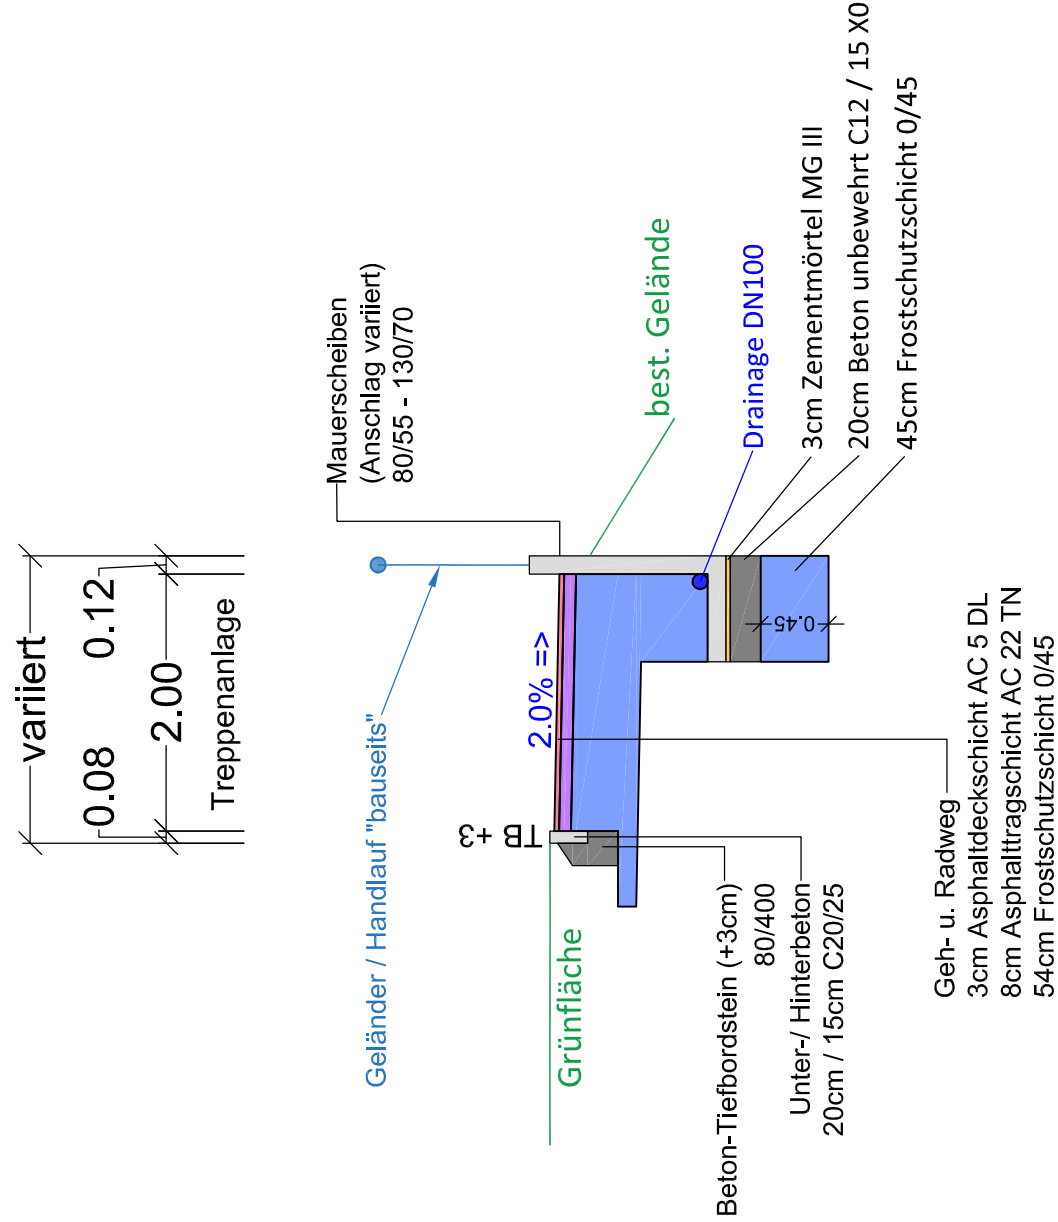 variiert
0.08
0.12
2.00
Treppenanlage
Mauerscheiben
(Anschlag variiert)
80/55 - 130/70
Geländer / Handlauf "bauseits"
best. Gelände
2.0% =>
TB +3
Grünfläche
Drainage DN100
3cm Zementmörtel MG III
20cm Beton unbewehrt C12 / 15 X0
45cm Frostschutzschicht 0/45
0.45
Beton-Tiefbordstein (+3cm)
80/400
Unter-/ Hinterbeton
20cm / 15cm C20/25
Geh- u. Radweg
3cm Asphaltdeckschicht AC 5 DL
8cm Asphalttragschicht AC 22 TN
54cm Frostschutzschicht 0/45